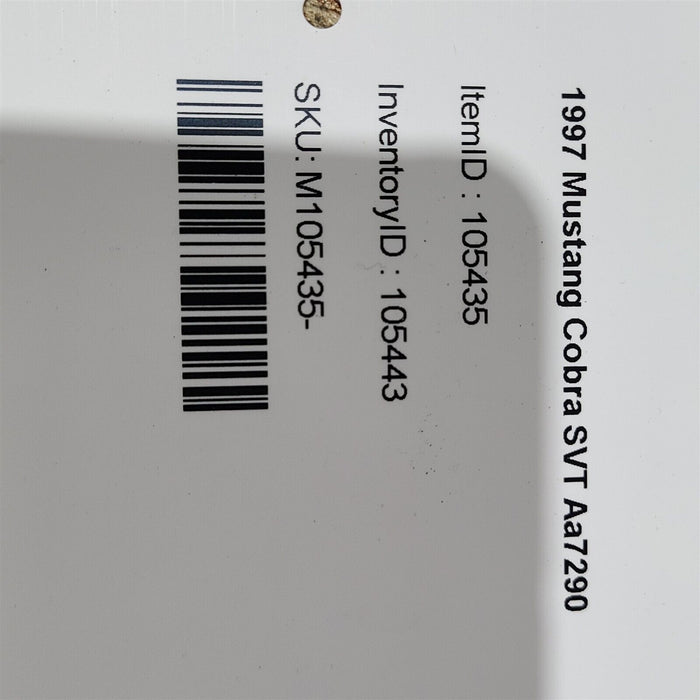 1997 Mustang Cobra SVT Aa7290
ItemID : 105435
InventoryID : 105443
SKU: M105435-